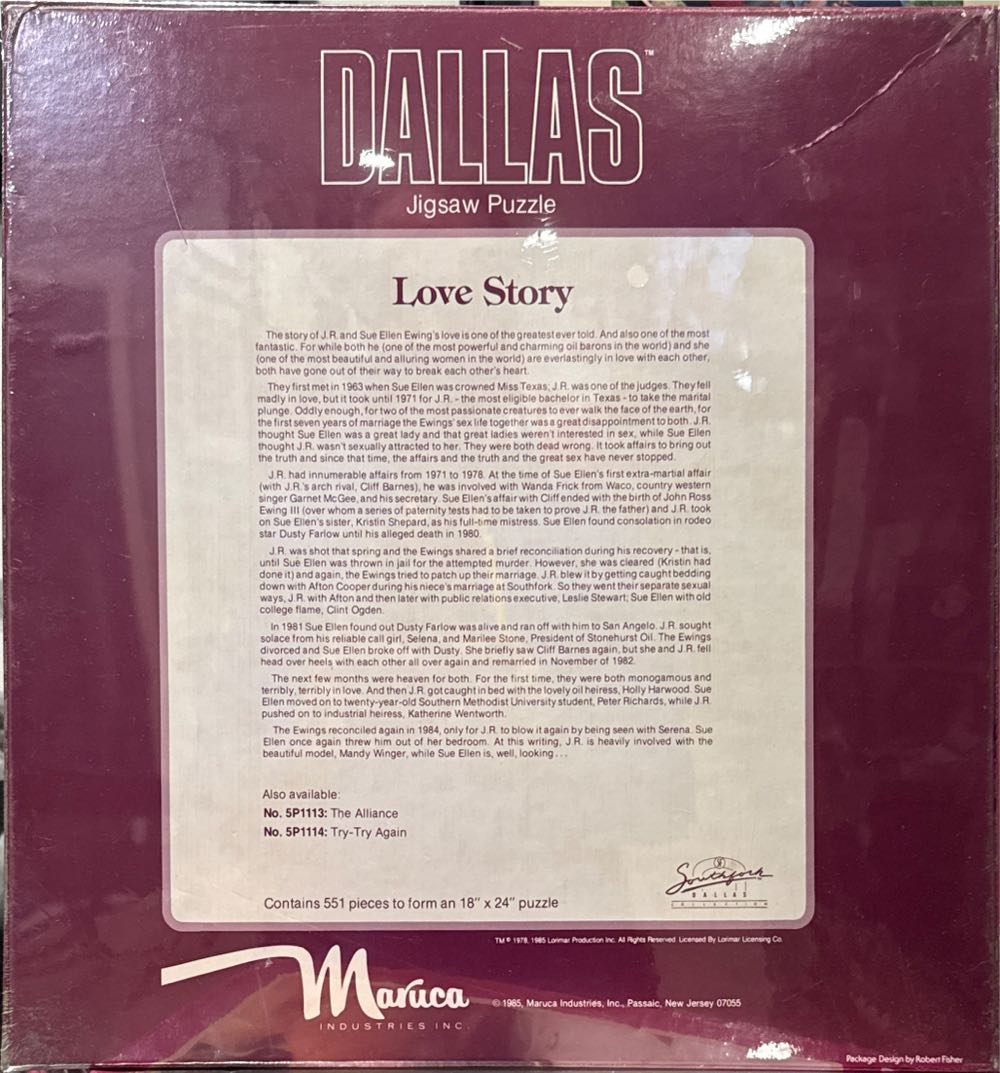 DALLAS™
Jigsaw Puzzle
Love Story
The story of J.R. and Sue Ellen Ewing's love is one of the greatest ever told. And also one of the most
fantastic. For while both he (one of the most powerful and charming oil barons in the world) and she
(one of the most beautiful and alluring women in the world) are everlastingly in love with each other,
both have gone out of their way to break each other's heart.
They first met in 1963 when Sue Ellen was crowned Miss Texas; J.R. was one of the judges. They fell
madly in love, but it took until 1971 for J.R. - the most eligible bachelor in Texas - to take the marital
plunge. Oddly enough, for two of the most passionate creatures to ever walk the face of the earth, for
the first seven years of marriage the Ewings' sex life together was a great disappointment to both. J.R.
thought Sue Ellen was a great lady and that great ladies weren't interested in sex, while Sue Ellen
thought J.R. wasn't sexually attracted to her. They were both dead wrong. It took affairs to bring out
the truth and since that time, the affairs and the truth and the great sex have never stopped.
J.R. had innumerable affairs from 1971 to 1978. At the time of Sue Ellen's first extra-martial affair
(with J.R.'s arch rival, Cliff Barnes), he was involved with Wanda Frick from Waco, country western
singer Garnet McGee, and his secretary. Sue Ellen's affair with Cliff ended with the birth of John Ross
Ewing III (over whom a series of paternity tests had to be taken to prove J.R. the father) and J.R. took
on Sue Ellen's sister, Kristin Shepard, as his full-time mistress. Sue Ellen found consolation in rodeo
star Dusty Farlow until his alleged death in 1980.
J.R. was shot that spring and the Ewings shared a brief reconciliation during his recovery - that is,
until Sue Ellen was thrown in jail for the attempted murder. However, she was cleared (Kristin had
done it) and again, the Ewings tried to patch up their marriage. J.R. blew it by getting caught bedding
down with Afton Cooper during his niece's marriage at Southfork. So they went their separate sexual
ways, J.R. with Afton and then later with public relations executive, Leslie Stewart; Sue Ellen with old
college flame, Clint Ogden.
In 1981 Sue Ellen found out Dusty Farlow was alive and ran off with him to San Angelo. J.R. sought
solace from his reliable call girl, Selena, and Marilee Stone, President of Stonehurst Oil. The Ewings
divorced and Sue Ellen broke off with Dusty. She briefly saw Cliff Barnes again, but she and J.R. fell
head over heels with each other all over again and remarried in November of 1982.
The next few months were heaven for both. For the first time, they were both monogamous and
terribly, terribly in love. And then J.R. got caught in bed with the lovely oil heiress, Holly Harwood. Sue
Ellen moved on to twenty-year-old Southern Methodist University student, Peter Richards, while J.R.
pushed on to industrial heiress, Katherine Wentworth.
The Ewings reconciled again in 1984, only for J.R. to blow it again by being seen with Serena. Sue
Ellen once again threw him out of her bedroom. At this writing, J.R. is heavily involved with the
beautiful model, Mandy Winger, while Sue Ellen is, well, looking...
Also available:
No. 5P1113: The Alliance
No. 5P1114: Try-Try Again
SF
Southfork
DALLAS
COLLECTION
Contains 551 pieces to form an 18" x 24" puzzle
TM © 1978, 1985 Lorimar Production Inc. All Rights Reserved. Licensed By Lorimar Licensing Co.
Maruca
INDUSTRIES INC.
© 1985, Maruca Industries, Inc., Passaic, New Jersey 07055
Package Design by Robert Fisher